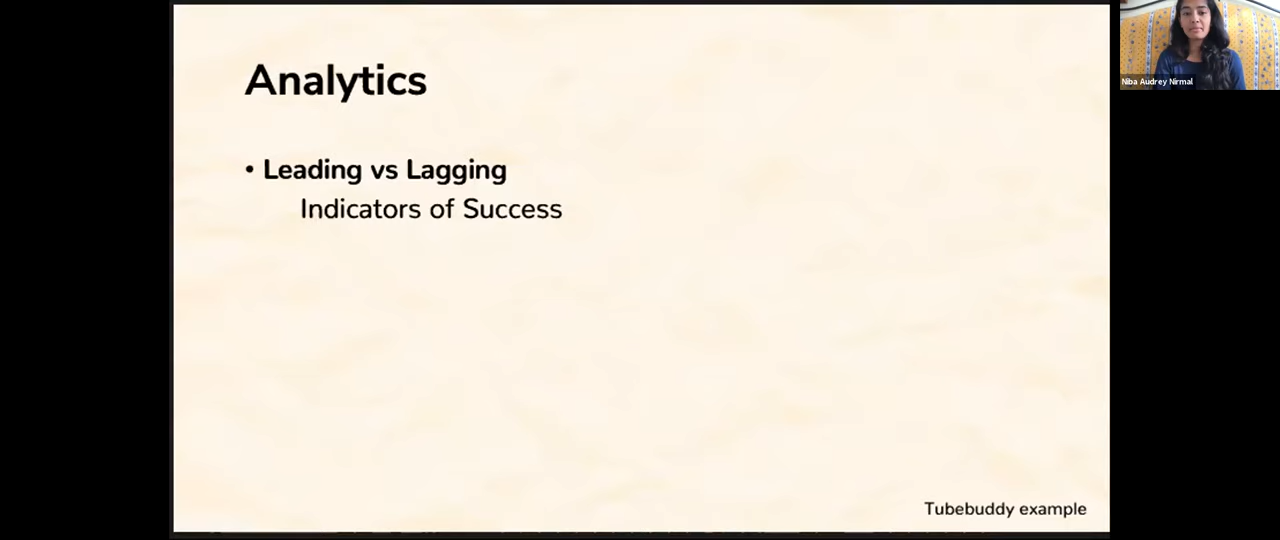 Analytics
• Leading vs Lagging
Indicators of Success
Tubebuddy example
Niba Audrey Nirmal